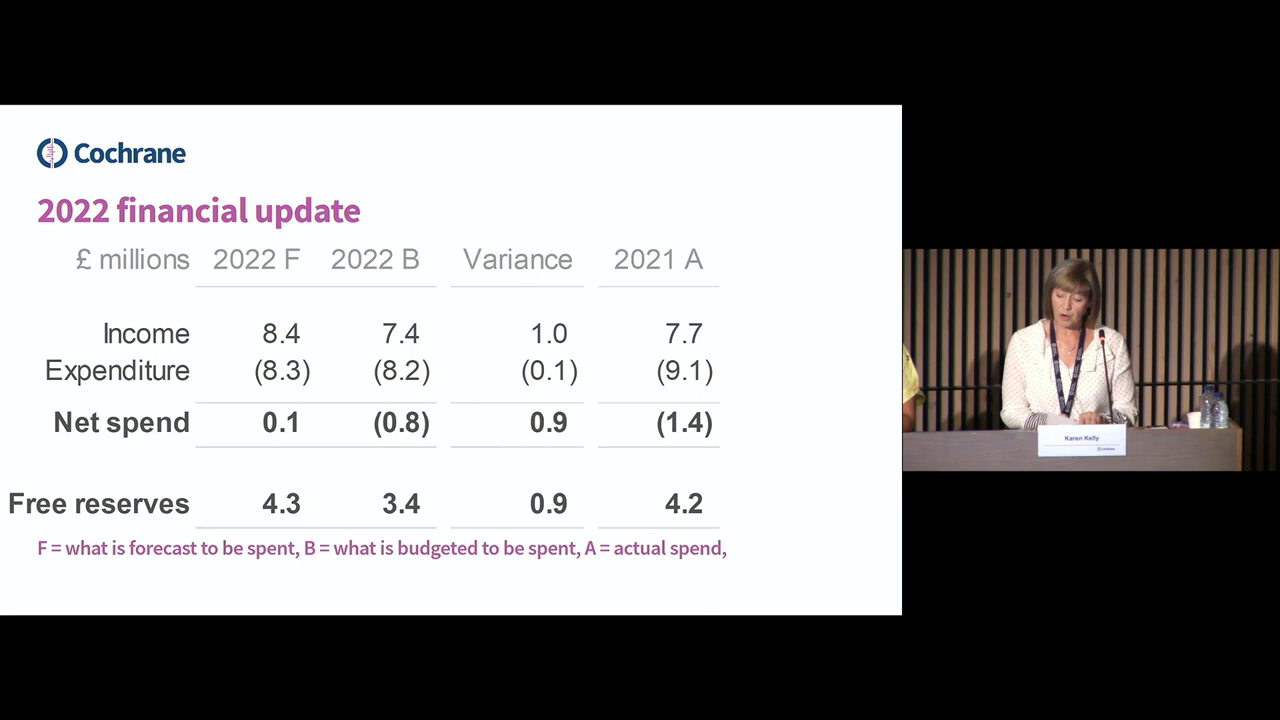 Cochrane
2022 financial update
£ millions 2022 F 2022 B Variance 2021 A
Income 8.4 7.4 1.0 7.7
Expenditure (8.3) (8.2) (0.1) (9.1)
Net spend 0.1 (0.8) 0.9 (1.4)
Free reserves 4.3 3.4 0.9 4.2
F = what is forecast to be spent, B = what is budgeted to be spent, A = actual spend,
Karen Kelly
Cochrane